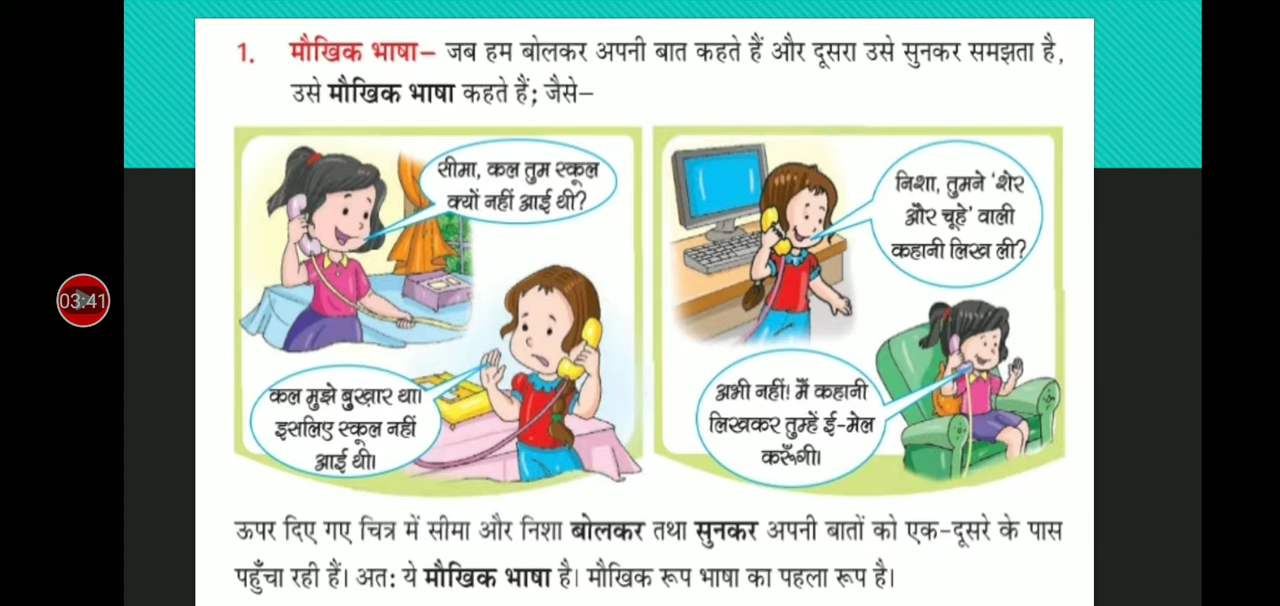 1. मौखिक भाषा– जब हम बोलकर अपनी बात कहते हैं और दूसरा उसे सुनकर समझता है,
उसे मौखिक भाषा कहते हैं; जैसे–
सीमा, कल तुम स्कूल
क्यों नहीं आई थी?
कल मुझे बुखार था।
इसलिए स्कूल नहीं
आई थी।
निशा, तुमने 'शेर
और चूहे' वाली
कहानी लिख ली?
अभी नहीं! मैं कहानी
लिखकर तुम्हें ई-मेल
करूँगी।
ऊपर दिए गए चित्र में सीमा और निशा बोलकर तथा सुनकर अपनी बातों को एक-दूसरे के पास
पहुँचा रही हैं। अत: ये मौखिक भाषा है। मौखिक रूप भाषा का पहला रूप है।
03:41